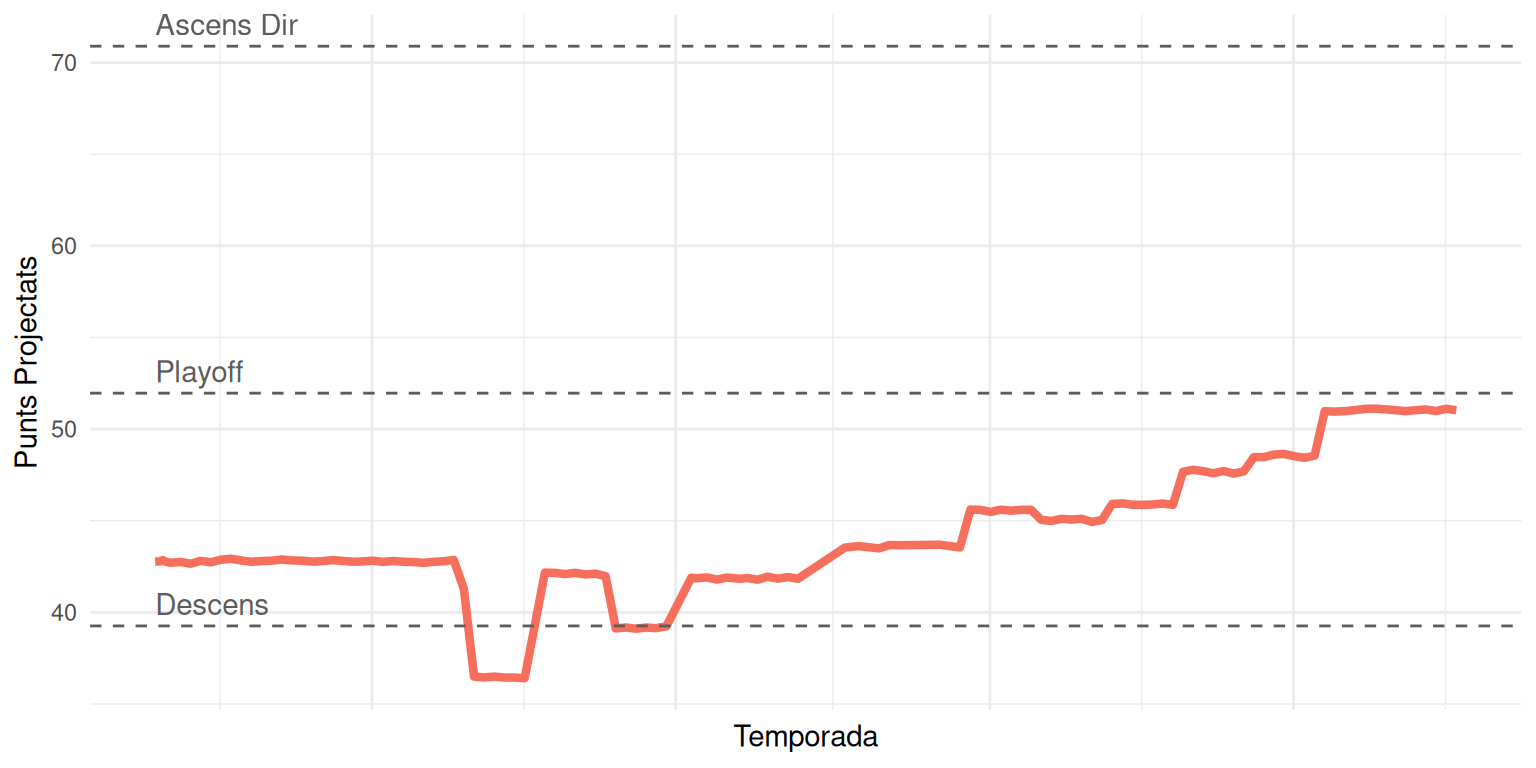 Ascens Dir
70
60
Playoff
50
Descens
40
Punts Projectats
Temporada